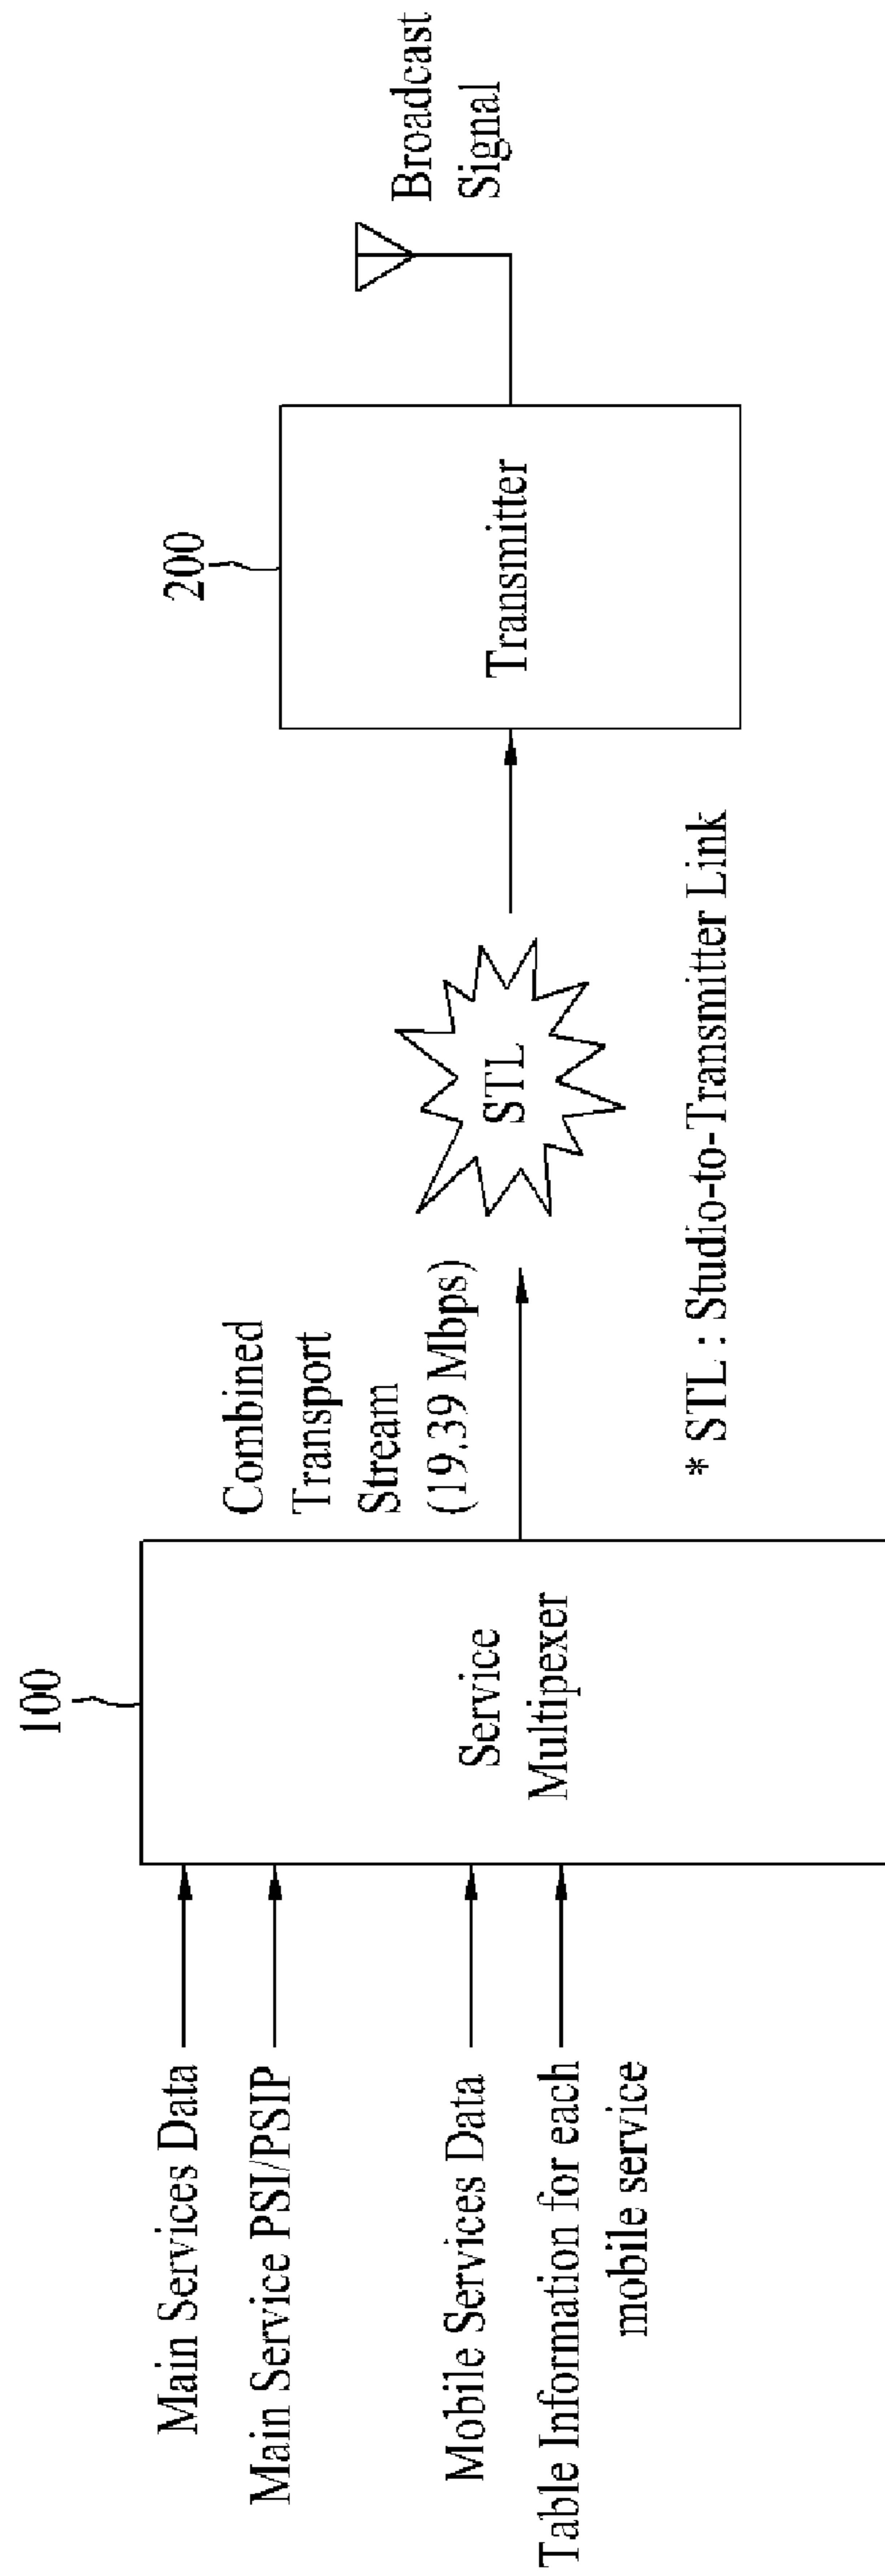 100
Main Services Data
Main Service PSI/PSIP
Mobile Services Data
Table Information for each
mobile service
Service
Multipexer
Combined
Transport
Stream
(19.39 Mbps)
STL
200
Transmitter
Broadcast
Signal
* STL : Studio-to-Transmitter Link